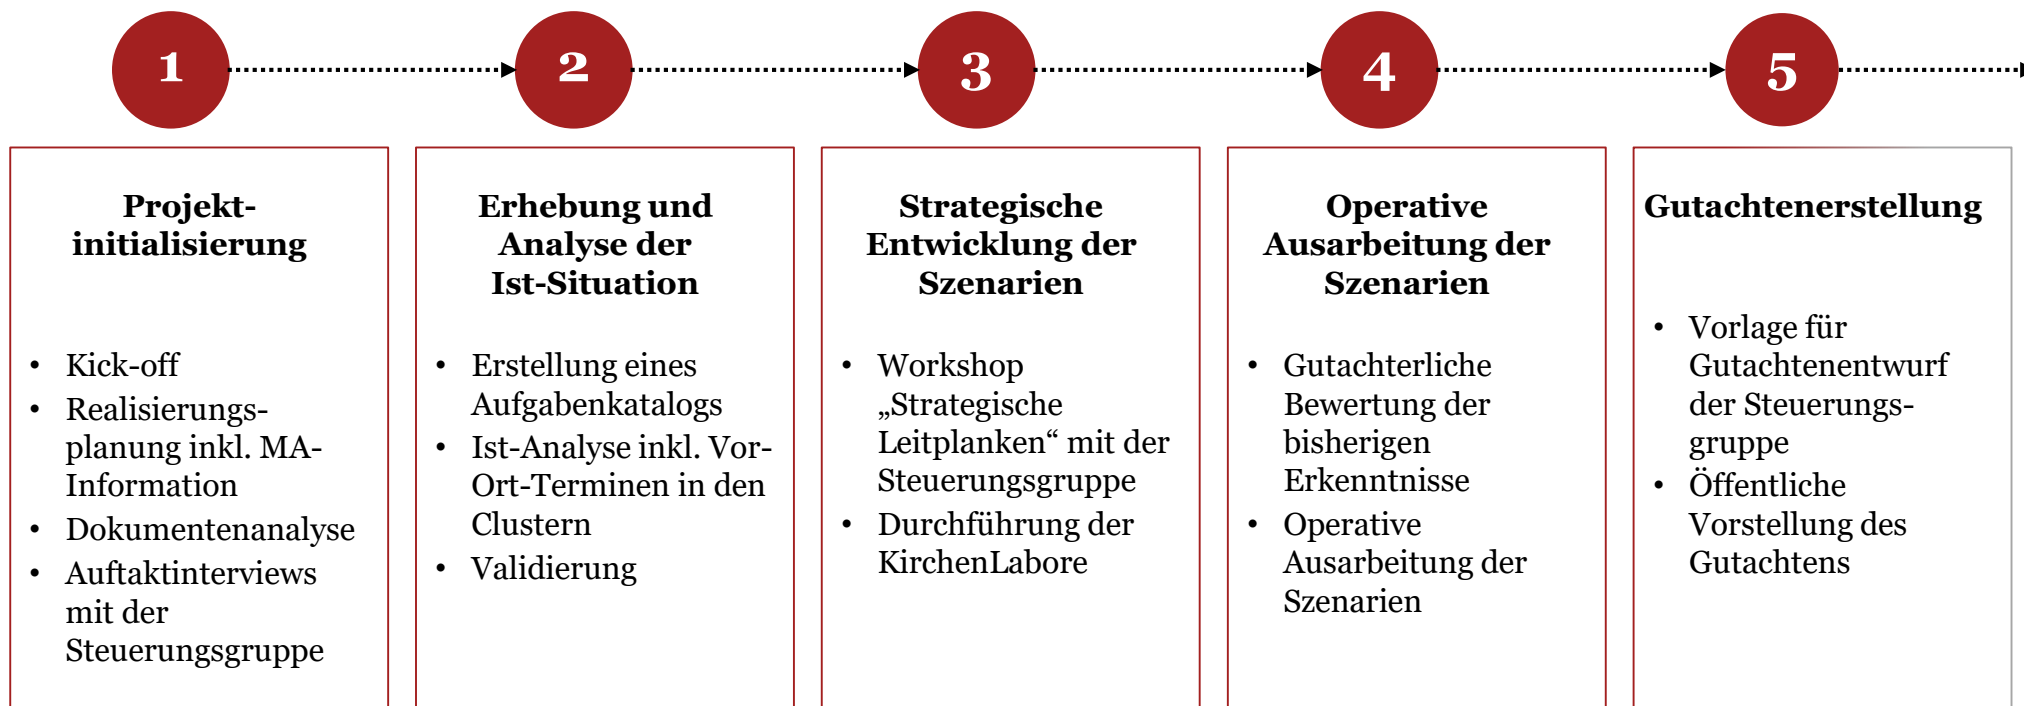 1
2
3
4
5
Projekt-
initialisierung
• Kick-off
• Realisierungs-
planung inkl. MA-
Information
• Dokumentenanalyse
• Auftaktinterviews
mit der
Steuerungsgruppe
Erhebung und
Analyse der
Ist-Situation
• Erstellung eines
Aufgabenkatalogs
• Ist-Analyse inkl. Vor-
Ort-Terminen in den
Clustern
• Validierung
Strategische
Entwicklung der
Szenarien
• Workshop
„Strategische
Leitplanken“ mit der
Steuerungsgruppe
• Durchführung der
KirchenLabore
Operative
Ausarbeitung der
Szenarien
• Gutachterliche
Bewertung der
bisherigen
Erkenntnisse
• Operative
Ausarbeitung der
Szenarien
Gutachtenerstellung
• Vorlage für
Gutachtenentwurf
der Steuerungs-
gruppe
• Öffentliche
Vorstellung des
Gutachtens